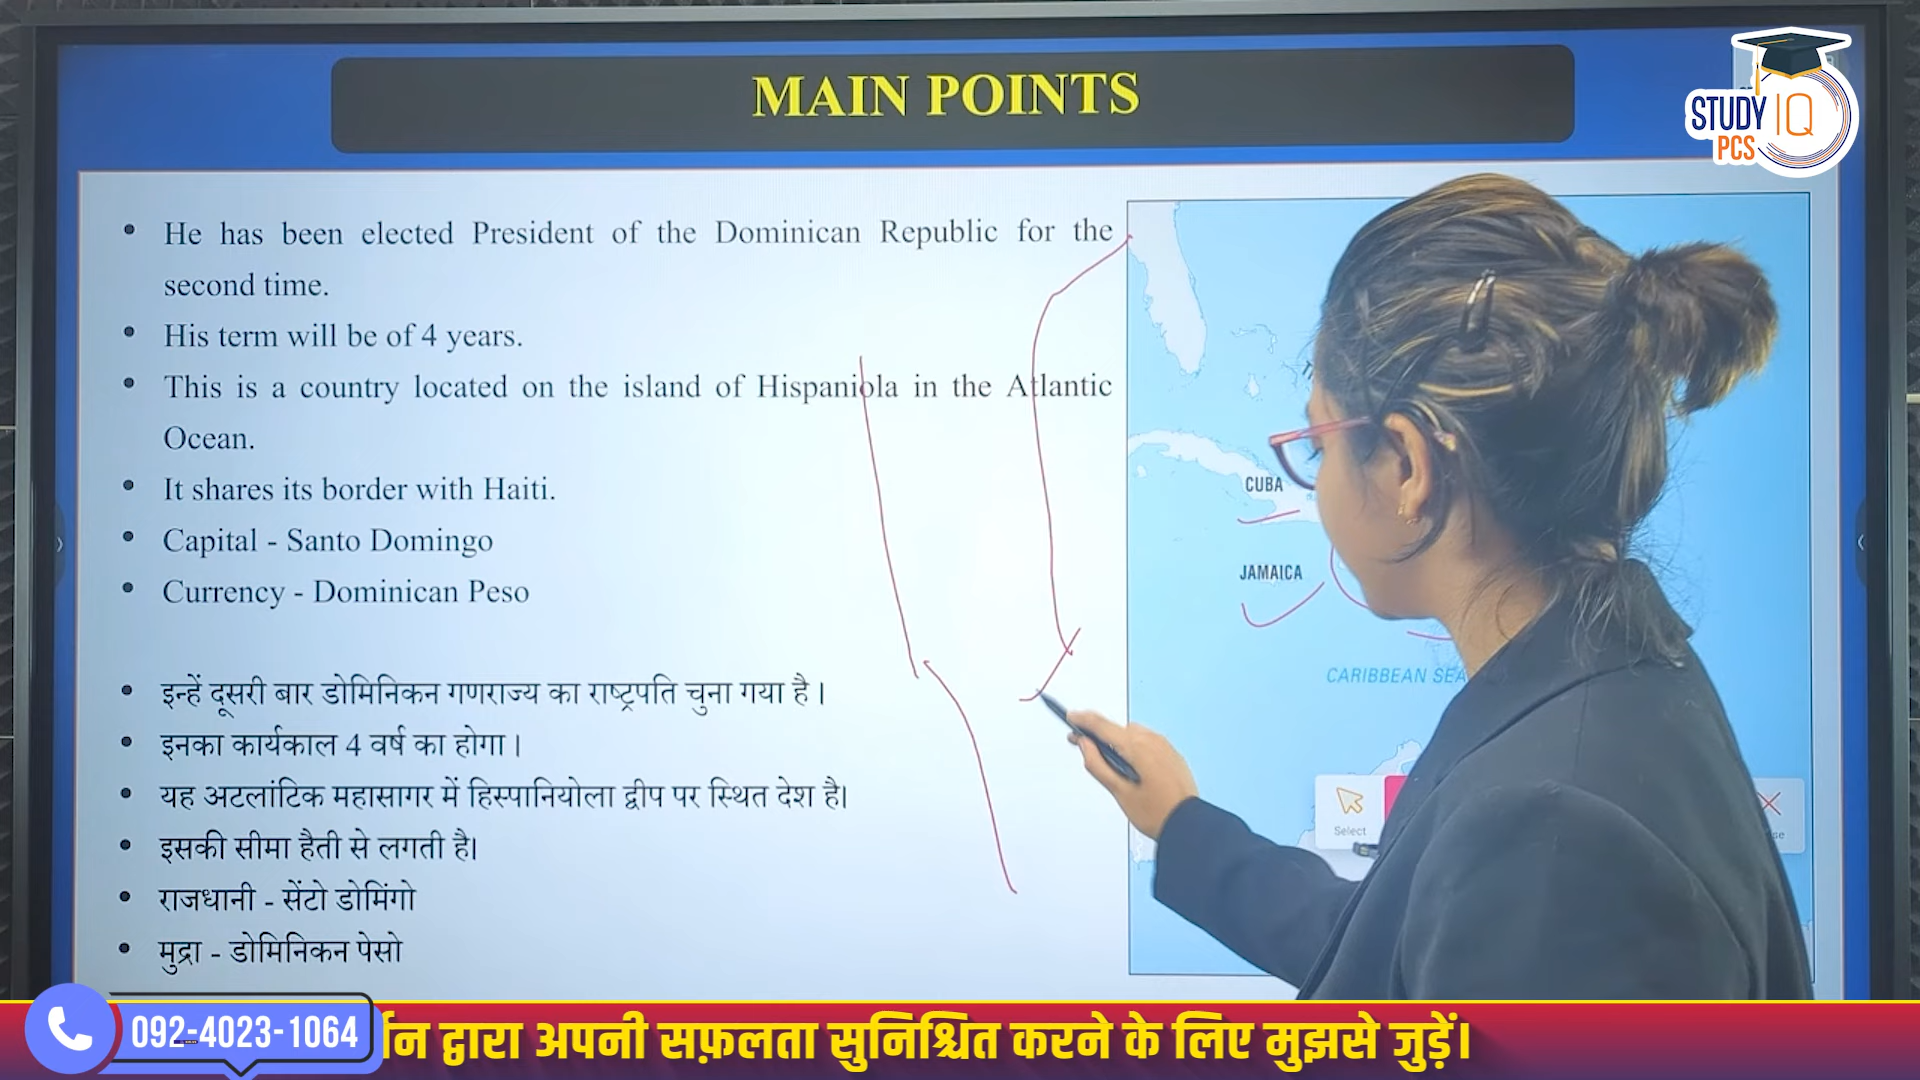 MAIN POINTS
STUDY IQ
PCS
• He has been elected President of the Dominican Republic for the
second time.
• His term will be of 4 years.
• This is a country located on the island of Hispaniola in the Atlantic
Ocean.
• It shares its border with Haiti.
• Capital - Santo Domingo
• Currency - Dominican Peso
• इन्हें दूसरी बार डोमिनिकन गणराज्य का राष्ट्रपति चुना गया है।
• इनका कार्यकाल 4 वर्ष का होगा।
• यह अटलांटिक महासागर में हिस्पानियोला द्वीप पर स्थित देश है।
• इसकी सीमा हैती से लगती है।
• राजधानी - सेंटो डोमिंगो
• मुद्रा - डोमिनिकन पेसो
CUBA
JAMAICA
CARIBBEAN SEA
Select
092-4023-1064
द्वारा अपनी सफ़लता सुनिश्चित करने के लिए मुझसे जुड़ें।